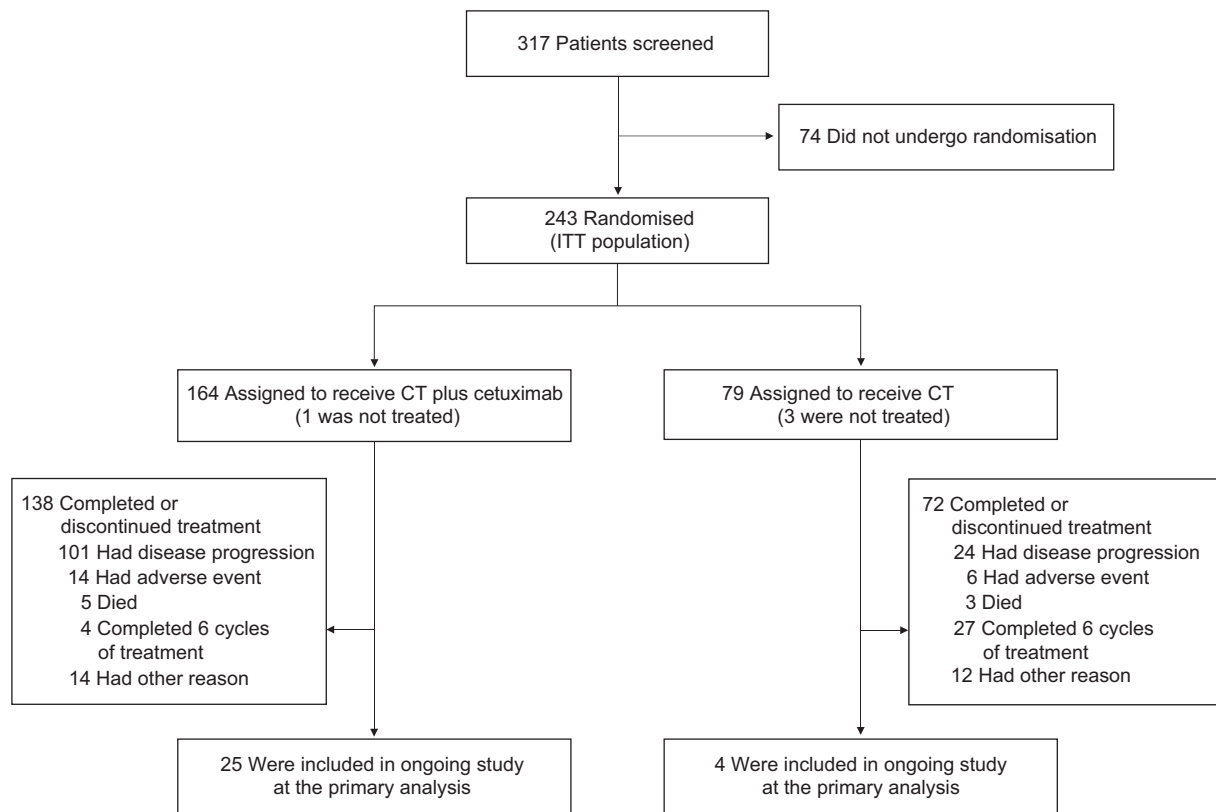 317 Patients screened
74 Did not undergo randomisation
243 Randomised
(ITT population)
164 Assigned to receive CT plus cetuximab
(1 was not treated)
79 Assigned to receive CT
(3 were not treated)
138 Completed or
discontinued treatment
101 Had disease progression
14 Had adverse event
5 Died
4 Completed 6 cycles
of treatment
14 Had other reason
72 Completed or
discontinued treatment
24 Had disease progression
6 Had adverse event
3 Died
27 Completed 6 cycles
of treatment
12 Had other reason
25 Were included in ongoing study
at the primary analysis
4 Were included in ongoing study
at the primary analysis